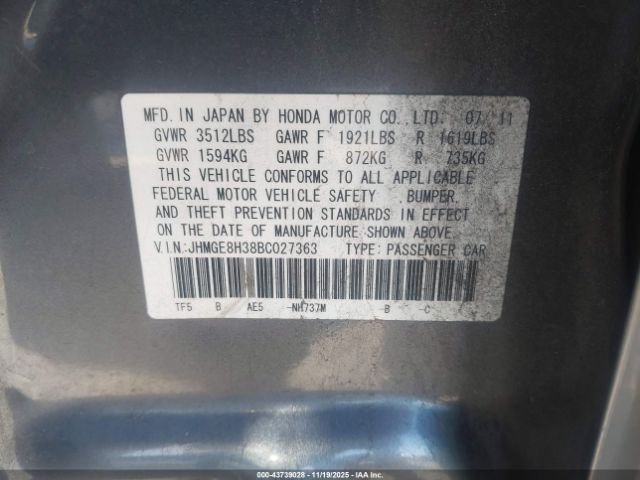 MFD. IN JAPAN BY HONDA MOTOR CO.,LTD. 07/11
GVWR 3512LBS GAWR F 1921LBS R 1619LBS
GVWR 1594KG GAWR F 872KG R 735KG
THIS VEHICLE CONFORMS TO ALL APPLICABLE
FEDERAL MOTOR VEHICLE SAFETY ,BUMPER,
AND THEFT PREVENTION STANDARDS IN EFFECT
ON THE DATE OF MANUFACTURE SHOWN ABOVE.
V.I.N.:JHMGE8H38BC027363 TYPE: PASSENGER CAR
TF5 B AE5 -NH737M -B -C
000-43739028 - 11/19/2025 - IAAI.com